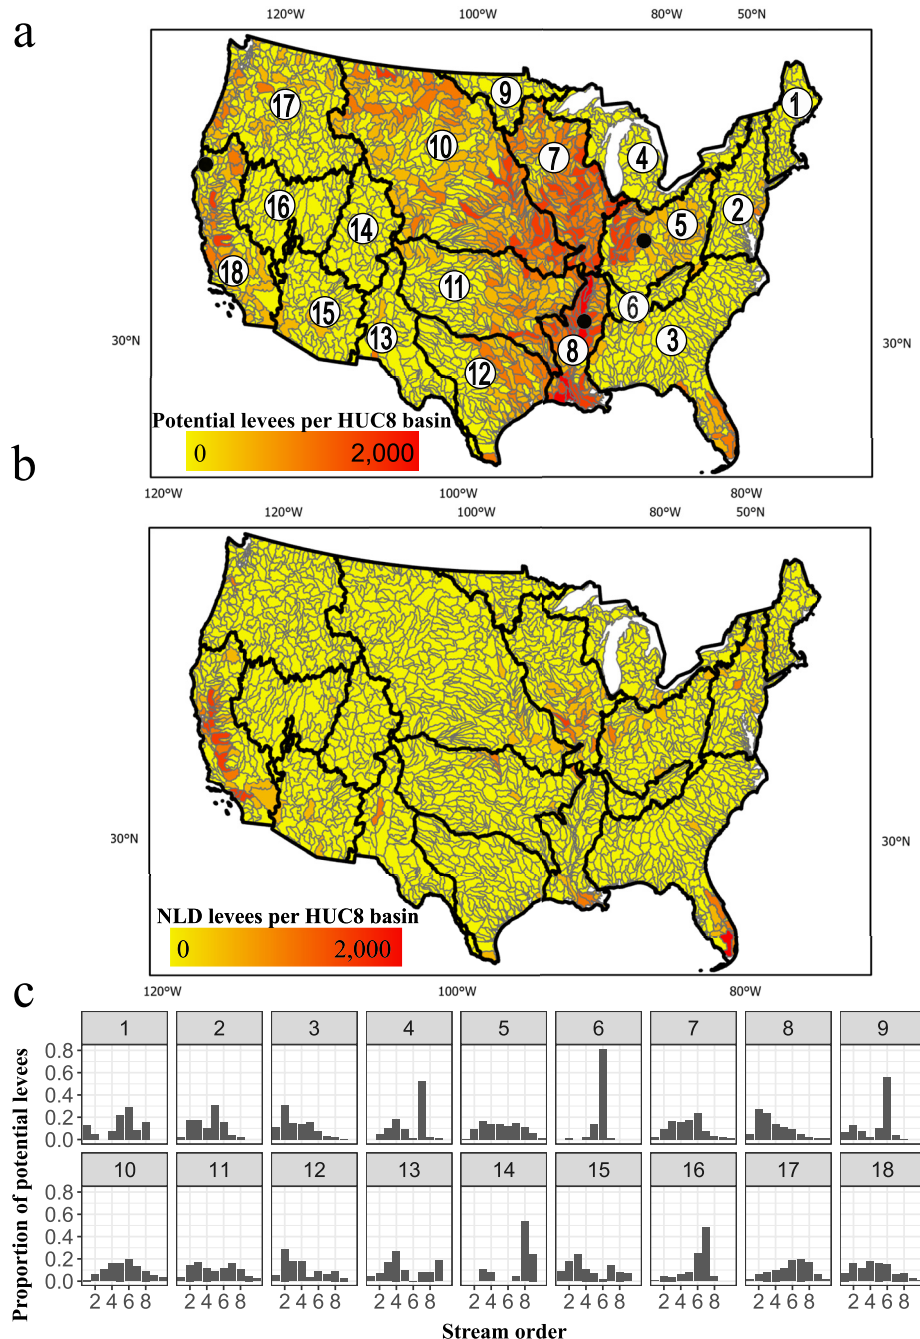 a
120°W 100°W 80°W 50°W
1
9
17
10
7
4
16
2
14
5
18
11
15
6
13
3
8
12
30°N 30°N
Potential levees per HUC8 basin
0 2,000
120°W 100°W 80°W
b
120°W 100°W 80°W 50°W
30°N 30°N
NLD levees per HUC8 basin
0 2,000
120°W 100°W 80°W
c
1 2 3 4 5 6 7 8 9
0.8
0.6
0.4
0.2
0.0
10 11 12 13 14 15 16 17 18
0.8
0.6
0.4
0.2
0.0
2 4 6 8 2 4 6 8 2 4 6 8 2 4 6 8 2 4 6 8 2 4 6 8 2 4 6 8 2 4 6 8 2 4 6 8
Proportion of potential levees
Stream order